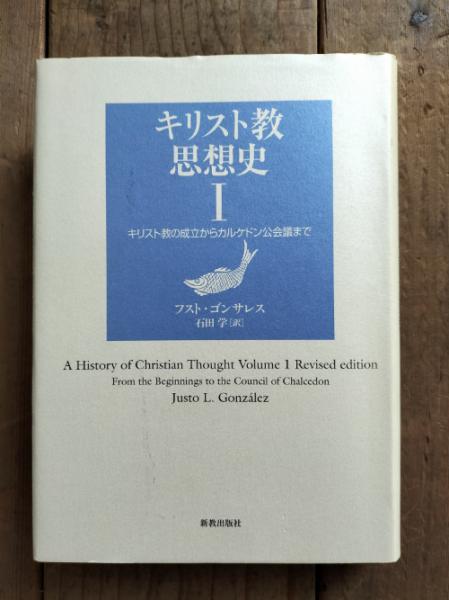 キリスト教
思想史
I
キリスト教の成立からカルケドン公会議まで
フスト・ゴンサレス
石田 学[訳]
A History of Christian Thought Volume 1 Revised edition
From the Beginnings to the Council of Chalcedon
Justo L. González
新教出版社